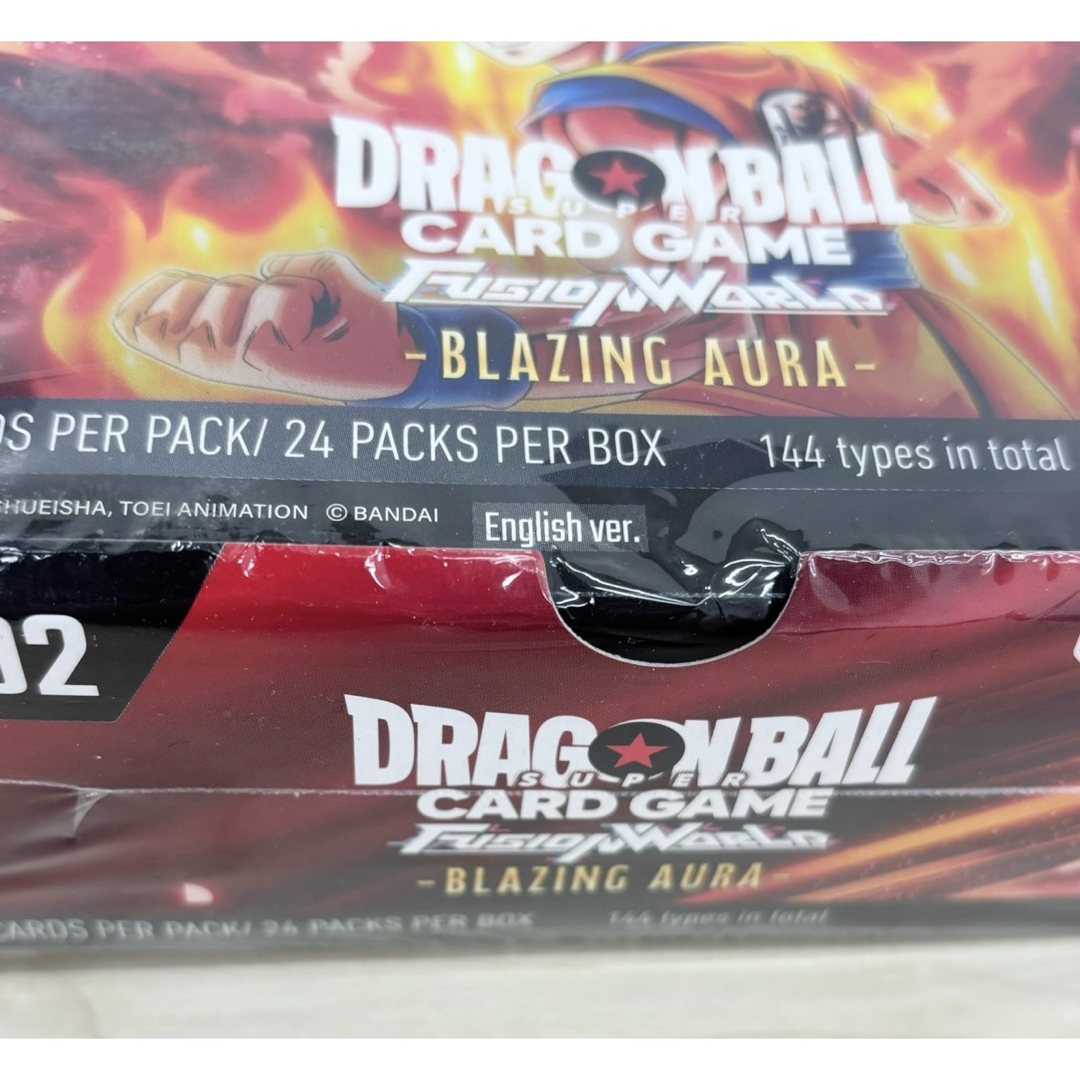 DRAGON BALL
SUPER
CARD GAME
FUSION WORLD
-BLAZING AURA-
DS PER PACK/ 24 PACKS PER BOX 144 types in total
SHUEISHA, TOEI ANIMATION © BANDAI
English ver.
02
DRAGON BALL
SUPER
CARD GAME
FUSION WORLD
-BLAZING AURA-
CARDS PER PACK/ 24 PACKS PER BOX 144 types in total